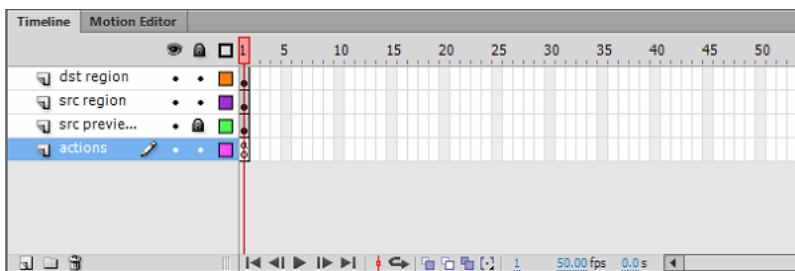 Timeline Motion Editor
1 5 10 15 20 25 30 35 40 45 50
dst region
src region
src previe...
actions
1 50.00 fps 0.0 s